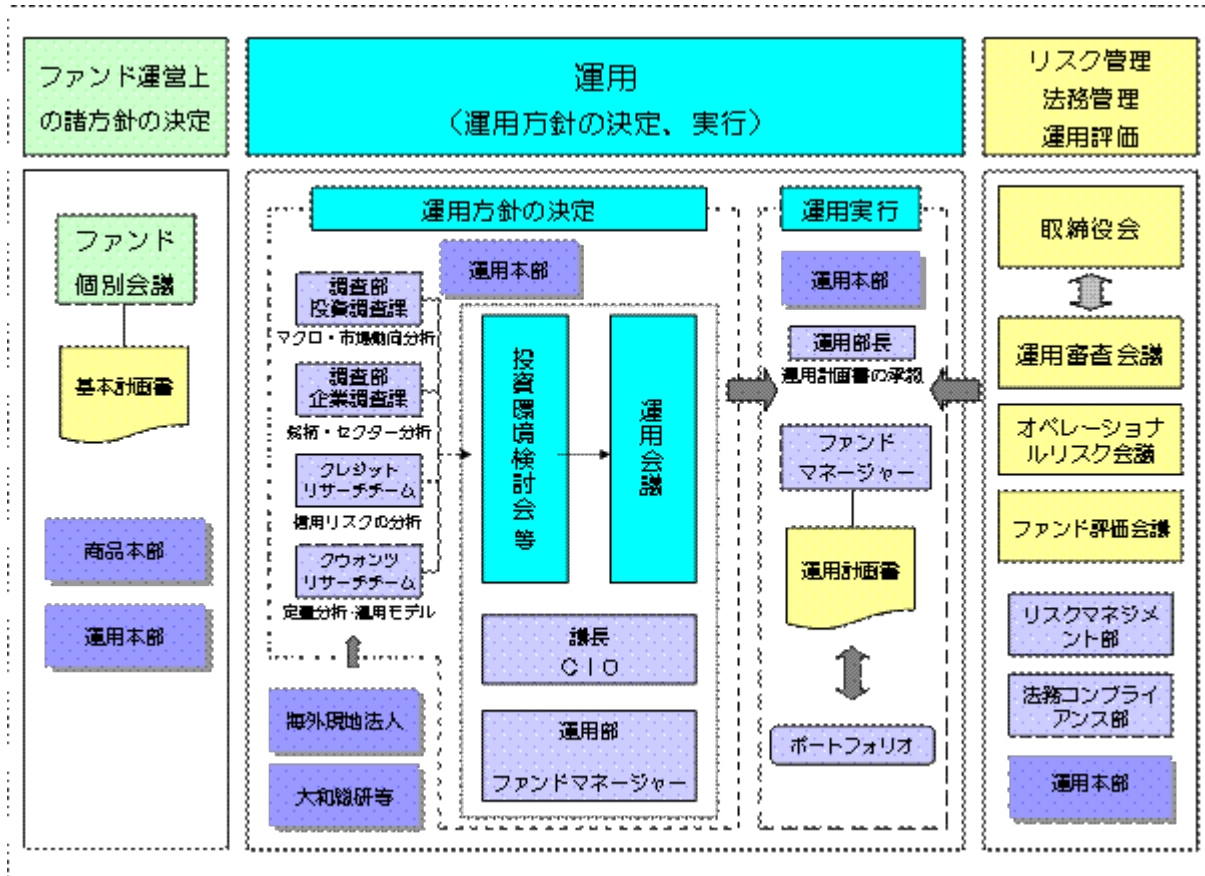 ファンド運営上
の諸方針の決定
運用
（運用方針の決定、実行）
リスク管理
法務管理
運用評価
ファンド
個別会議
基本計画書
商品本部
運用本部
運用方針の決定
運用本部
調査部
投資調査課
マクロ・市場動向分析
調査部
企業調査課
銘柄・セクター分析
クレジット
リサーチチーム
信用リスクの分析
クウォンツ
リサーチチーム
定量分析・運用モデル
海外現地法人
大和総研等
投資環境検討会等
運用会議
議長
ＣＩＯ
運用部
ファンドマネージャー
運用実行
運用本部
運用部長
運用計画書の承認
ファンド
マネージャー
運用計画書
ポートフォリオ
取締役会
運用審査会議
オペレーショナ
ルリスク会議
ファンド評価会議
リスクマネジメ
ント部
法務コンプライ
アンス部
運用本部